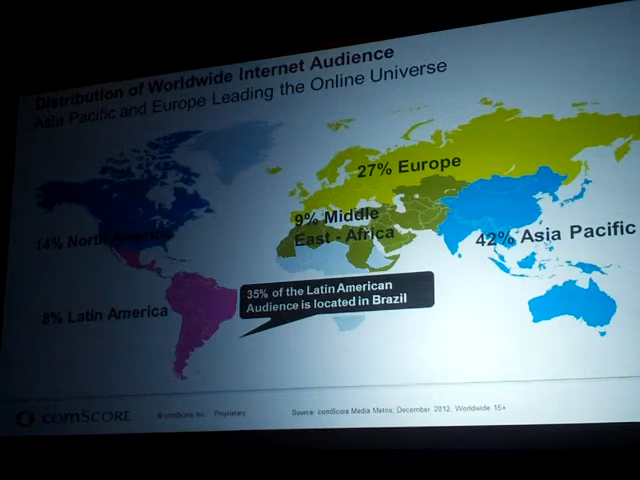 Distribution of Worldwide Internet Audience
Asia Pacific and Europe Leading the Online Universe
27% Europe
9% Middle
East - Africa
14% North America
42% Asia Pacific
35% of the Latin American
Audience is located in Brazil
8% Latin America
comSCORE
© comScore, Inc. Proprietary.
Source: comScore Media Metrix, December 2012, Worldwide 15+